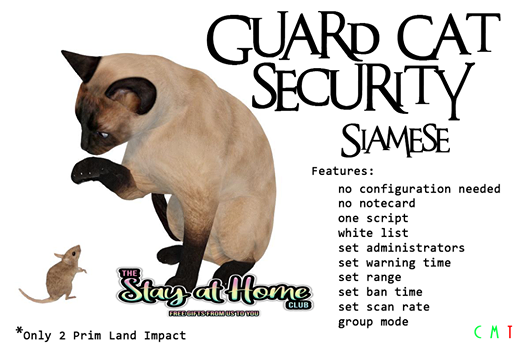 GUARD CAT
SECURITY
SIAMESE
Features:
no configuration needed
no notecard
one script
white list
set administrators
set warning time
set range
set ban time
set scan rate
group mode
THE
Stay at Home
CLUB
FREE GIFTS FROM US TO YOU
*Only 2 Prim Land Impact
C M T